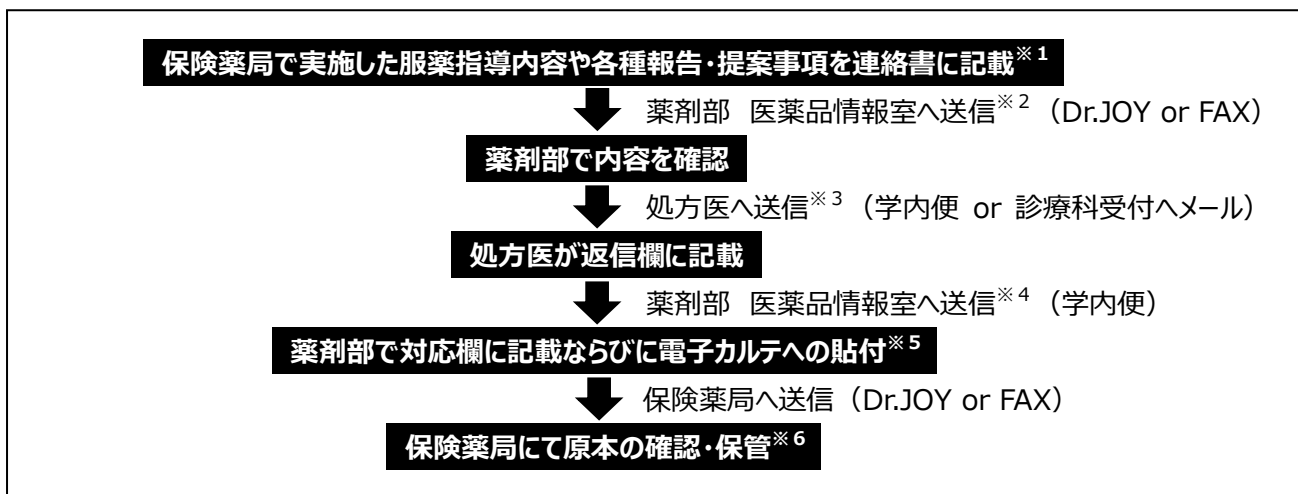 保険薬局で実施した服薬指導内容や各種報告・提案事項を連絡書に記載※1
薬剤部 医薬品情報室へ送信※2（Dr.JOY or FAX）
薬剤部で内容を確認
処方医へ送信※3（学内便 or 診療科受付へメール）
処方医が返信欄に記載
薬剤部 医薬品情報室へ送信※4（学内便）
薬剤部で対応欄に記載ならびに電子カルテへの貼付※5
保険薬局へ送信（Dr.JOY or FAX）
保険薬局にて原本の確認・保管※6